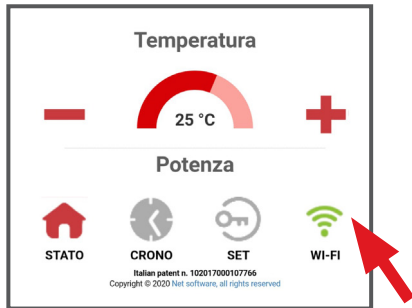 Temperatura
25 °C
Potenza
STATO CRONO SET WI-FI
Italian patent n. 102017000107766
Copyright © 2020 Net software, all rights reserved